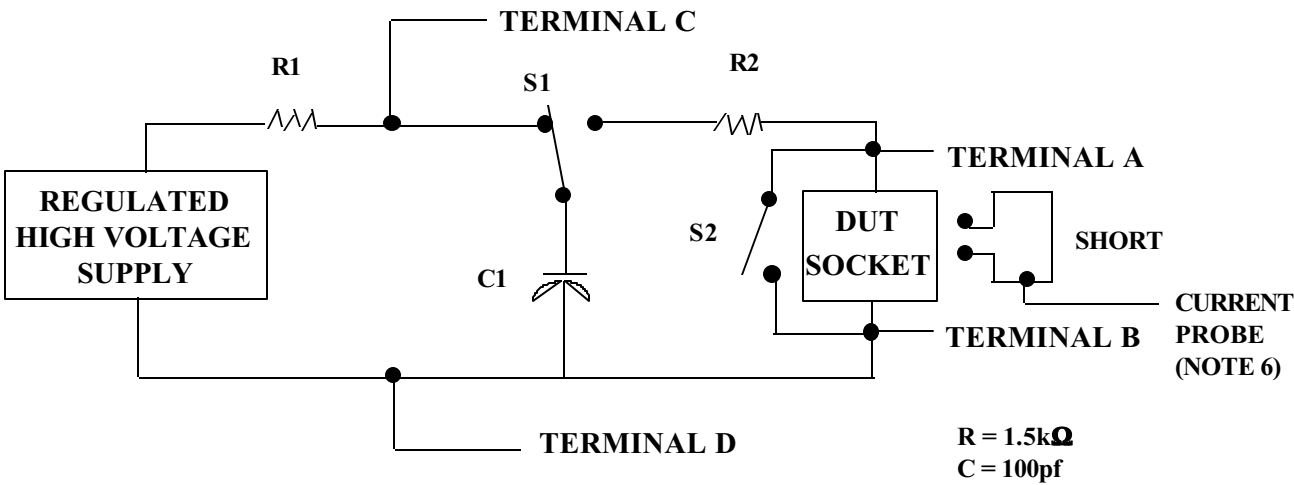 TERMINAL C
R1
S1
R2
TERMINAL A
REGULATED
HIGH VOLTAGE
SUPPLY
S2
DUT
SOCKET
SHORT
C1
CURRENT
PROBE
(NOTE 6)
TERMINAL B
TERMINAL D
R = 1.5kΩ
C = 100pf